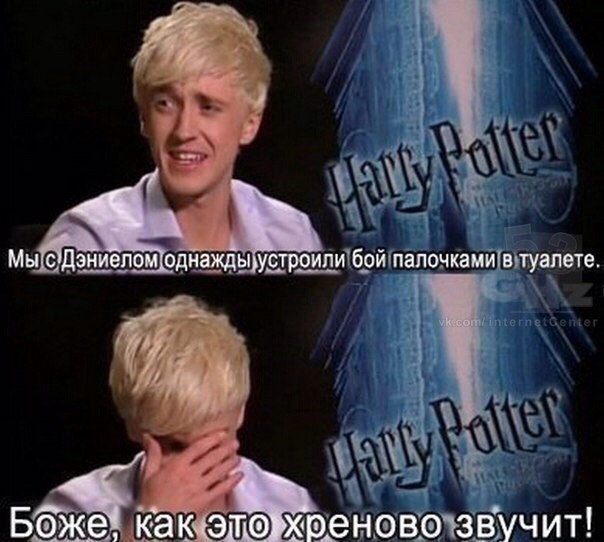 Harry Potter
Мы с Дэниелом однажды устроили бой палочками в туалете.
vk.com/internetCenter
Harry Potter
Боже, как это хреново звучит!